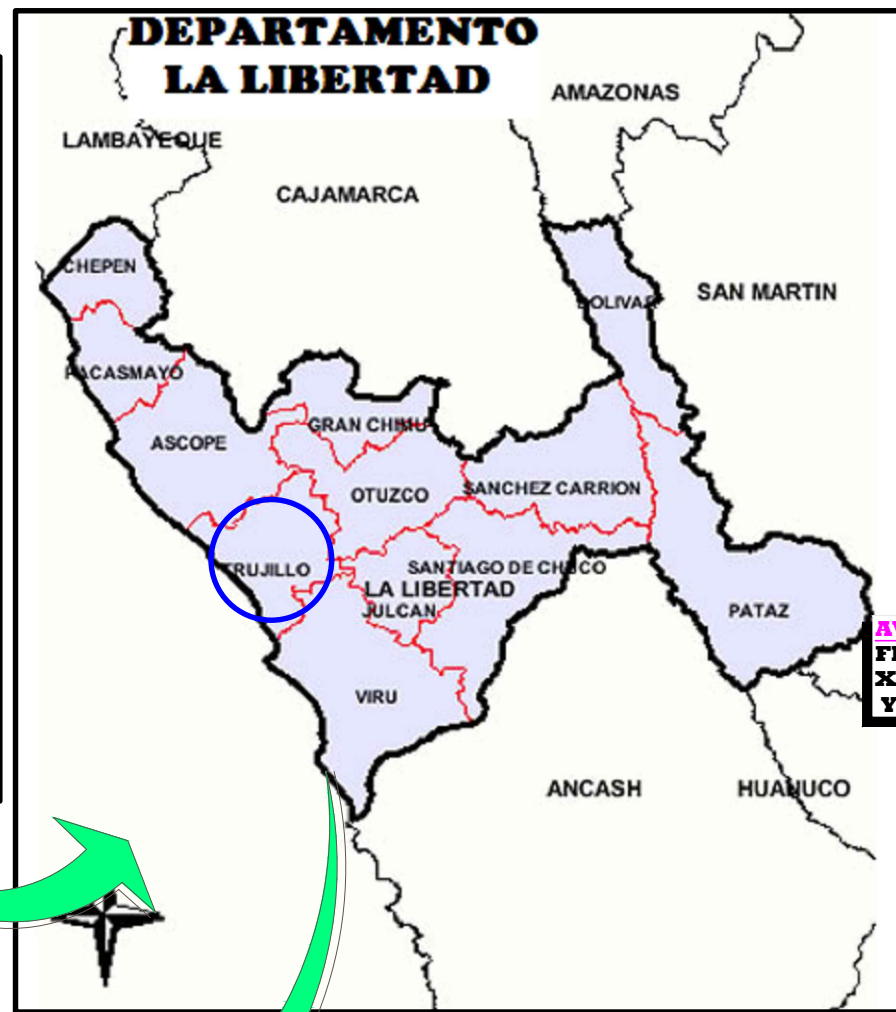 DEPARTAMENTO
LA LIBERTAD
AMAZONAS
LAMBAYEQUE
CAJAMARCA
CHEPEN
SAN MARTIN
BOLIVAR
PACASMAYO
GRAN CHIMU
ASCOPE
OTUZCO
SANCHEZ CARRION
TRUJILLO
SANTIAGO DE CHUCO
LA LIBERTAD
JULCAN
PATAZ
VIRU
ANCASH
HUAHUCO
X
Y